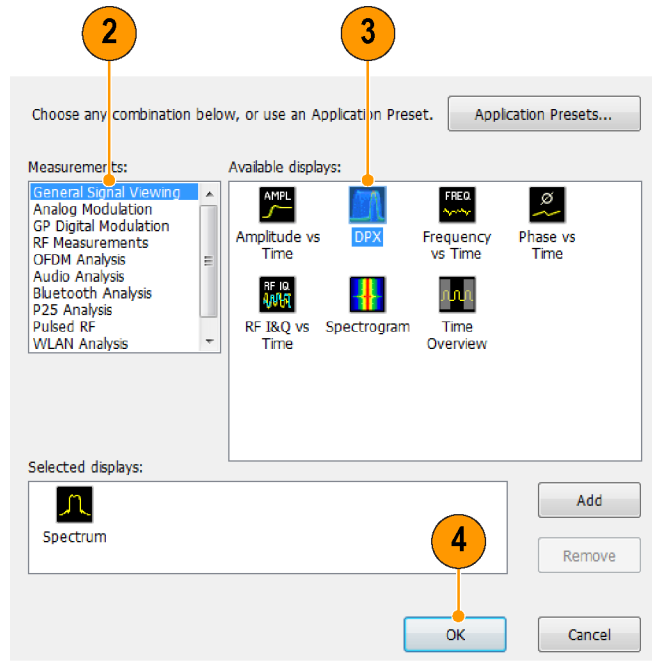 2
3
Choose any combination below, or use an Application Preset.
Application Presets...
Measurements:
General Signal Viewing
Analog Modulation
GP Digital Modulation
RF Measurements
OFDM Analysis
Audio Analysis
Bluetooth Analysis
P25 Analysis
Pulsed RF
WLAN Analysis
Available displays:
AMPL
Amplitude vs
Time
DPX
FREQ
Frequency
vs Time
Ø
Phase vs
Time
RF IQ
RF I&Q vs
Time
Spectrogram
Time
Overview
Selected displays:
Spectrum
Add
Remove
4
OK
Cancel